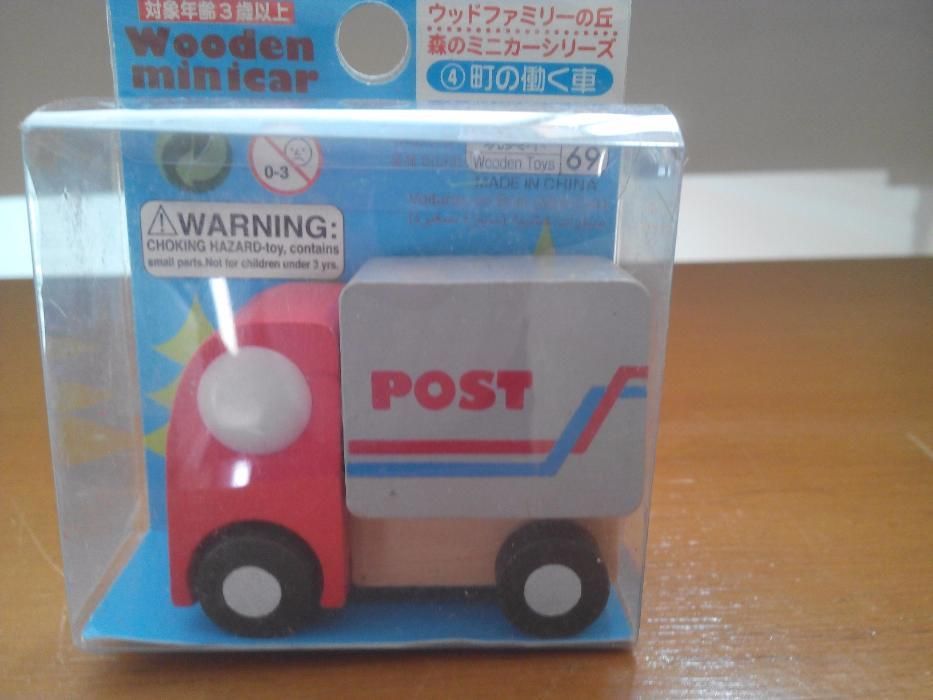 対象年齢3歳以上
Wooden
minicar
ウッドファミリーの丘
森のミニカーシリーズ
④町の働く車
0-3
Wooden Toys 69
MADE IN CHINA
WARNING:
CHOKING HAZARD-toy, contains
small parts.Not for children under 3 yrs.
POST